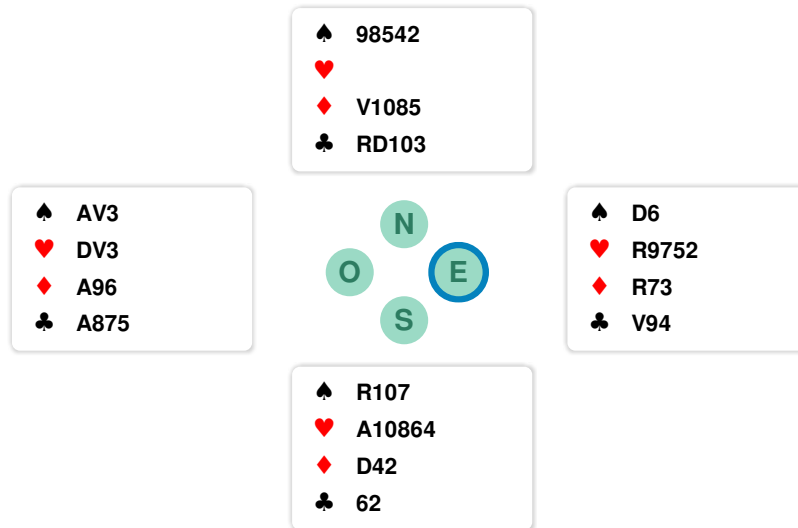 ♠ 98542
♥
♦ V1085
♣ RD103
♠ AV3
♥ DV3
♦ A96
♣ A875
N
O E
S
♠ D6
♥ R9752
♦ R73
♣ V94
♠ R107
♥ A10864
♦ D42
♣ 62